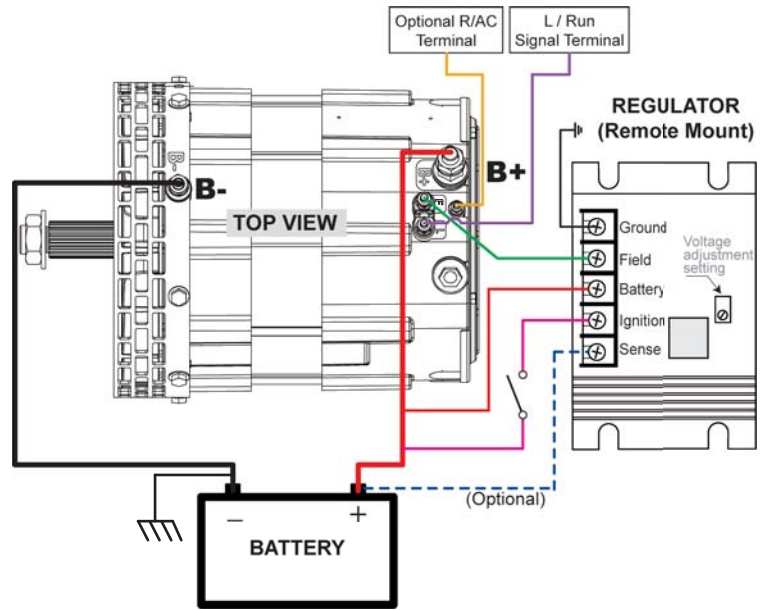 Optional R/AC
Terminal
L / Run
Signal Terminal
REGULATOR
(Remote Mount)
B-
B+
TOP VIEW
B-
B+
F
L
Ground
Field
Battery
Ignition
Sense
Voltage
adjustment
setting
(Optional)
–
+
BATTERY